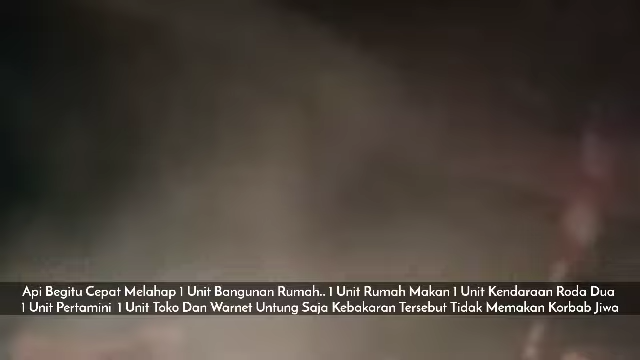 Api Begitu Cepat Melahap 1 Unit Bangunan Rumah.. 1 Unit Rumah Makan 1 Unit Kendaraan Roda Dua
1 Unit Pertamini 1 Unit Toko Dan Warnet Untung Saja Kebakaran Tersebut Tidak Memakan Korbab Jiwa